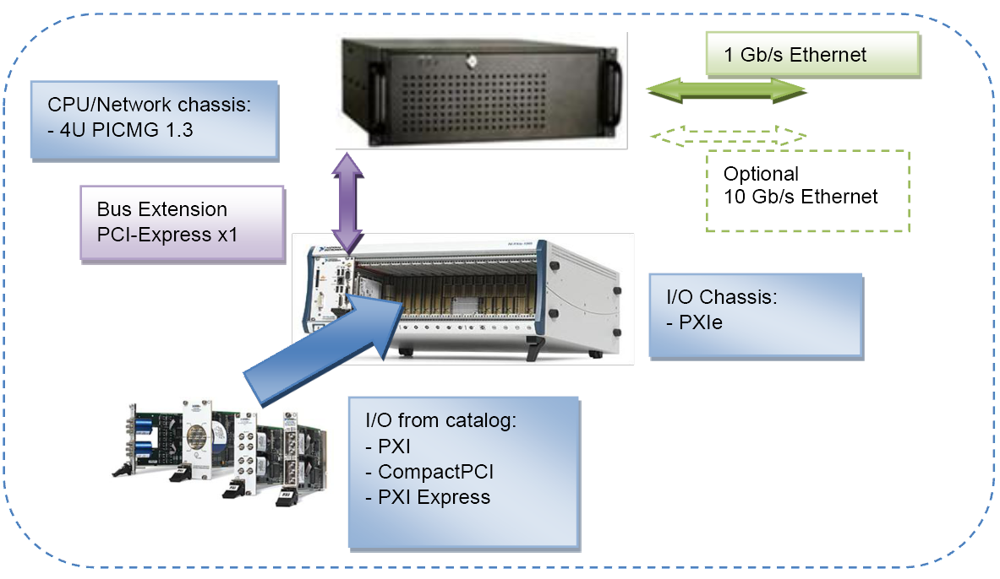 1 Gb/s Ethernet
CPU/Network chassis:
- 4U PICMG 1.3
Optional
10 Gb/s Ethernet
Bus Extension
PCI-Express x1
I/O Chassis:
- PXIe
I/O from catalog:
- PXI
- CompactPCI
- PXI Express